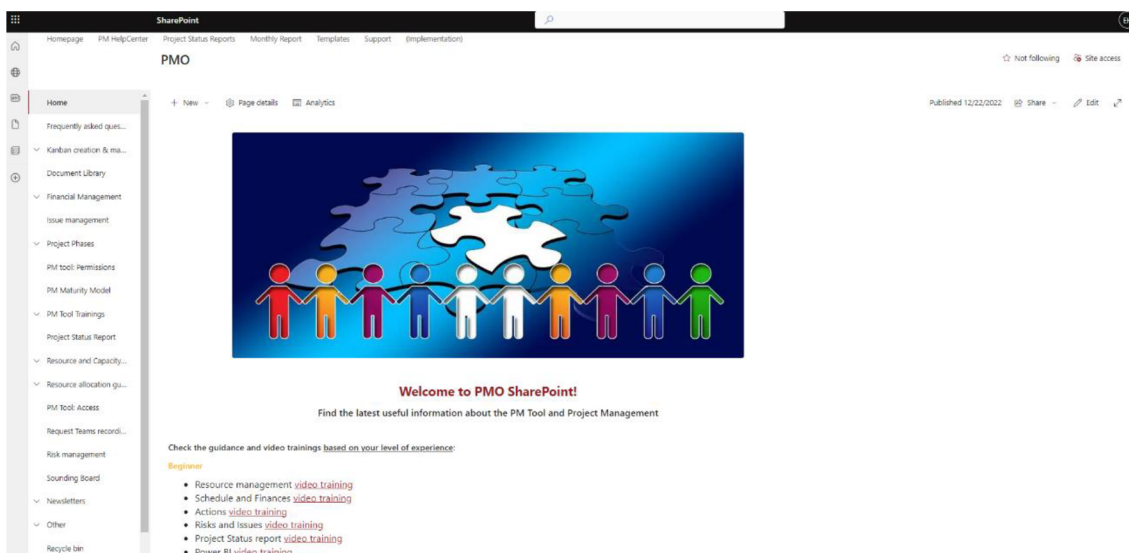 SharePoint
Homepage PM HelpCenter Project Status Reports Monthly Report Templates Support (Implementation)
PMO
Not following Site access
Home
Frequently asked ques...
Kanban creation & ma...
Document Library
Financial Management
Issue management
Project Phases
PM tool: Permissions
PM Maturity Model
PM Tool Trainings
Project Status Report
Resource and Capacity...
Resource allocation gu...
PM Tool: Access
Request Teams recordi...
Risk management
Sounding Board
Newsletters
Other
Recycle bin
+ New Page details Analytics
Published 12/22/2022 Share Edit
Welcome to PMO SharePoint!
Find the latest useful information about the PM Tool and Project Management
Check the guidance and video trainings based on your level of experience:
Beginner
• Resource management video training
• Schedule and Finances video training
• Actions video training
• Risks and Issues video training
• Project Status report video training
• Power BI video training